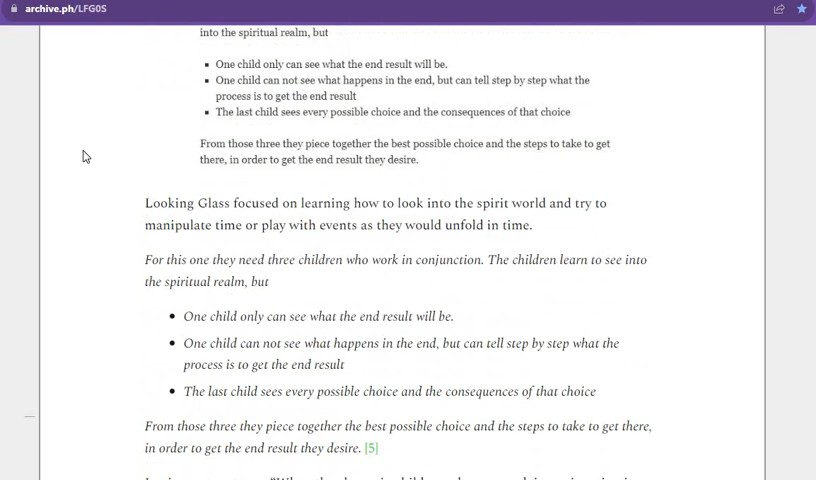 archive.ph/LFG0S
into the spiritual realm, but
One child only can see what the end result will be.
One child can not see what happens in the end, but can tell step by step what the
process is to get the end result
The last child sees every possible choice and the consequences of that choice
From those three they piece together the best possible choice and the steps to take to get
there, in order to get the end result they desire.
Looking Glass focused on learning how to look into the spirit world and try to
manipulate time or play with events as they would unfold in time.
For this one they need three children who work in conjunction. The children learn to see into
the spiritual realm, but
One child only can see what the end result will be.
One child can not see what happens in the end, but can tell step by step what the
process is to get the end result
The last child sees every possible choice and the consequences of that choice
From those three they piece together the best possible choice and the steps to take to get there,
in order to get the end result they desire. [5]